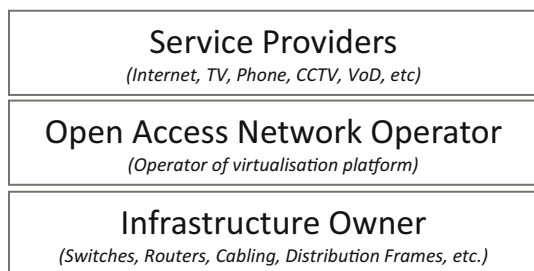 Service Providers
(Internet, TV, Phone, CCTV, VoD, etc)
Open Access Network Operator
(Operator of virtualisation platform)
Infrastructure Owner
(Switches, Routers, Cabling, Distribution Frames, etc.)